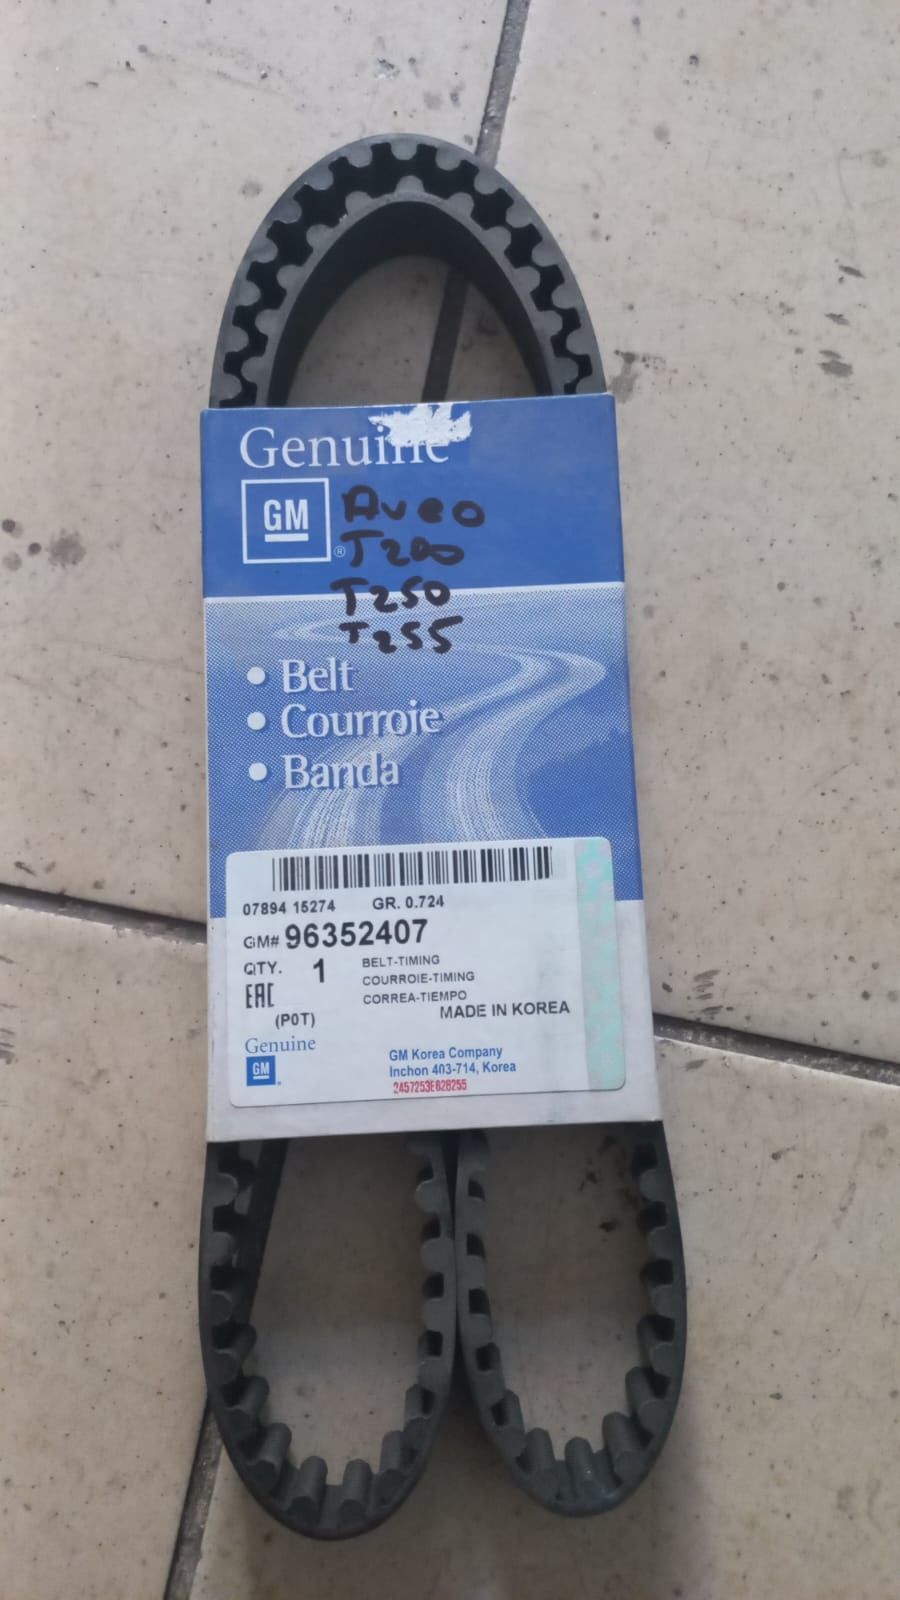 Genuine
GM
®
Aveo
T200
T250
T255
• Belt
• Courroie
• Banda
07894 15274 GR. 0.724
GM# 96352407
QTY. 1 BELT-TIMING
COURROIE-TIMING
EAC CORREA-TIEMPO
MADE IN KOREA
(P0T)
Genuine
GM
GM Korea Company
Inchon 403-714, Korea
2457253E628255